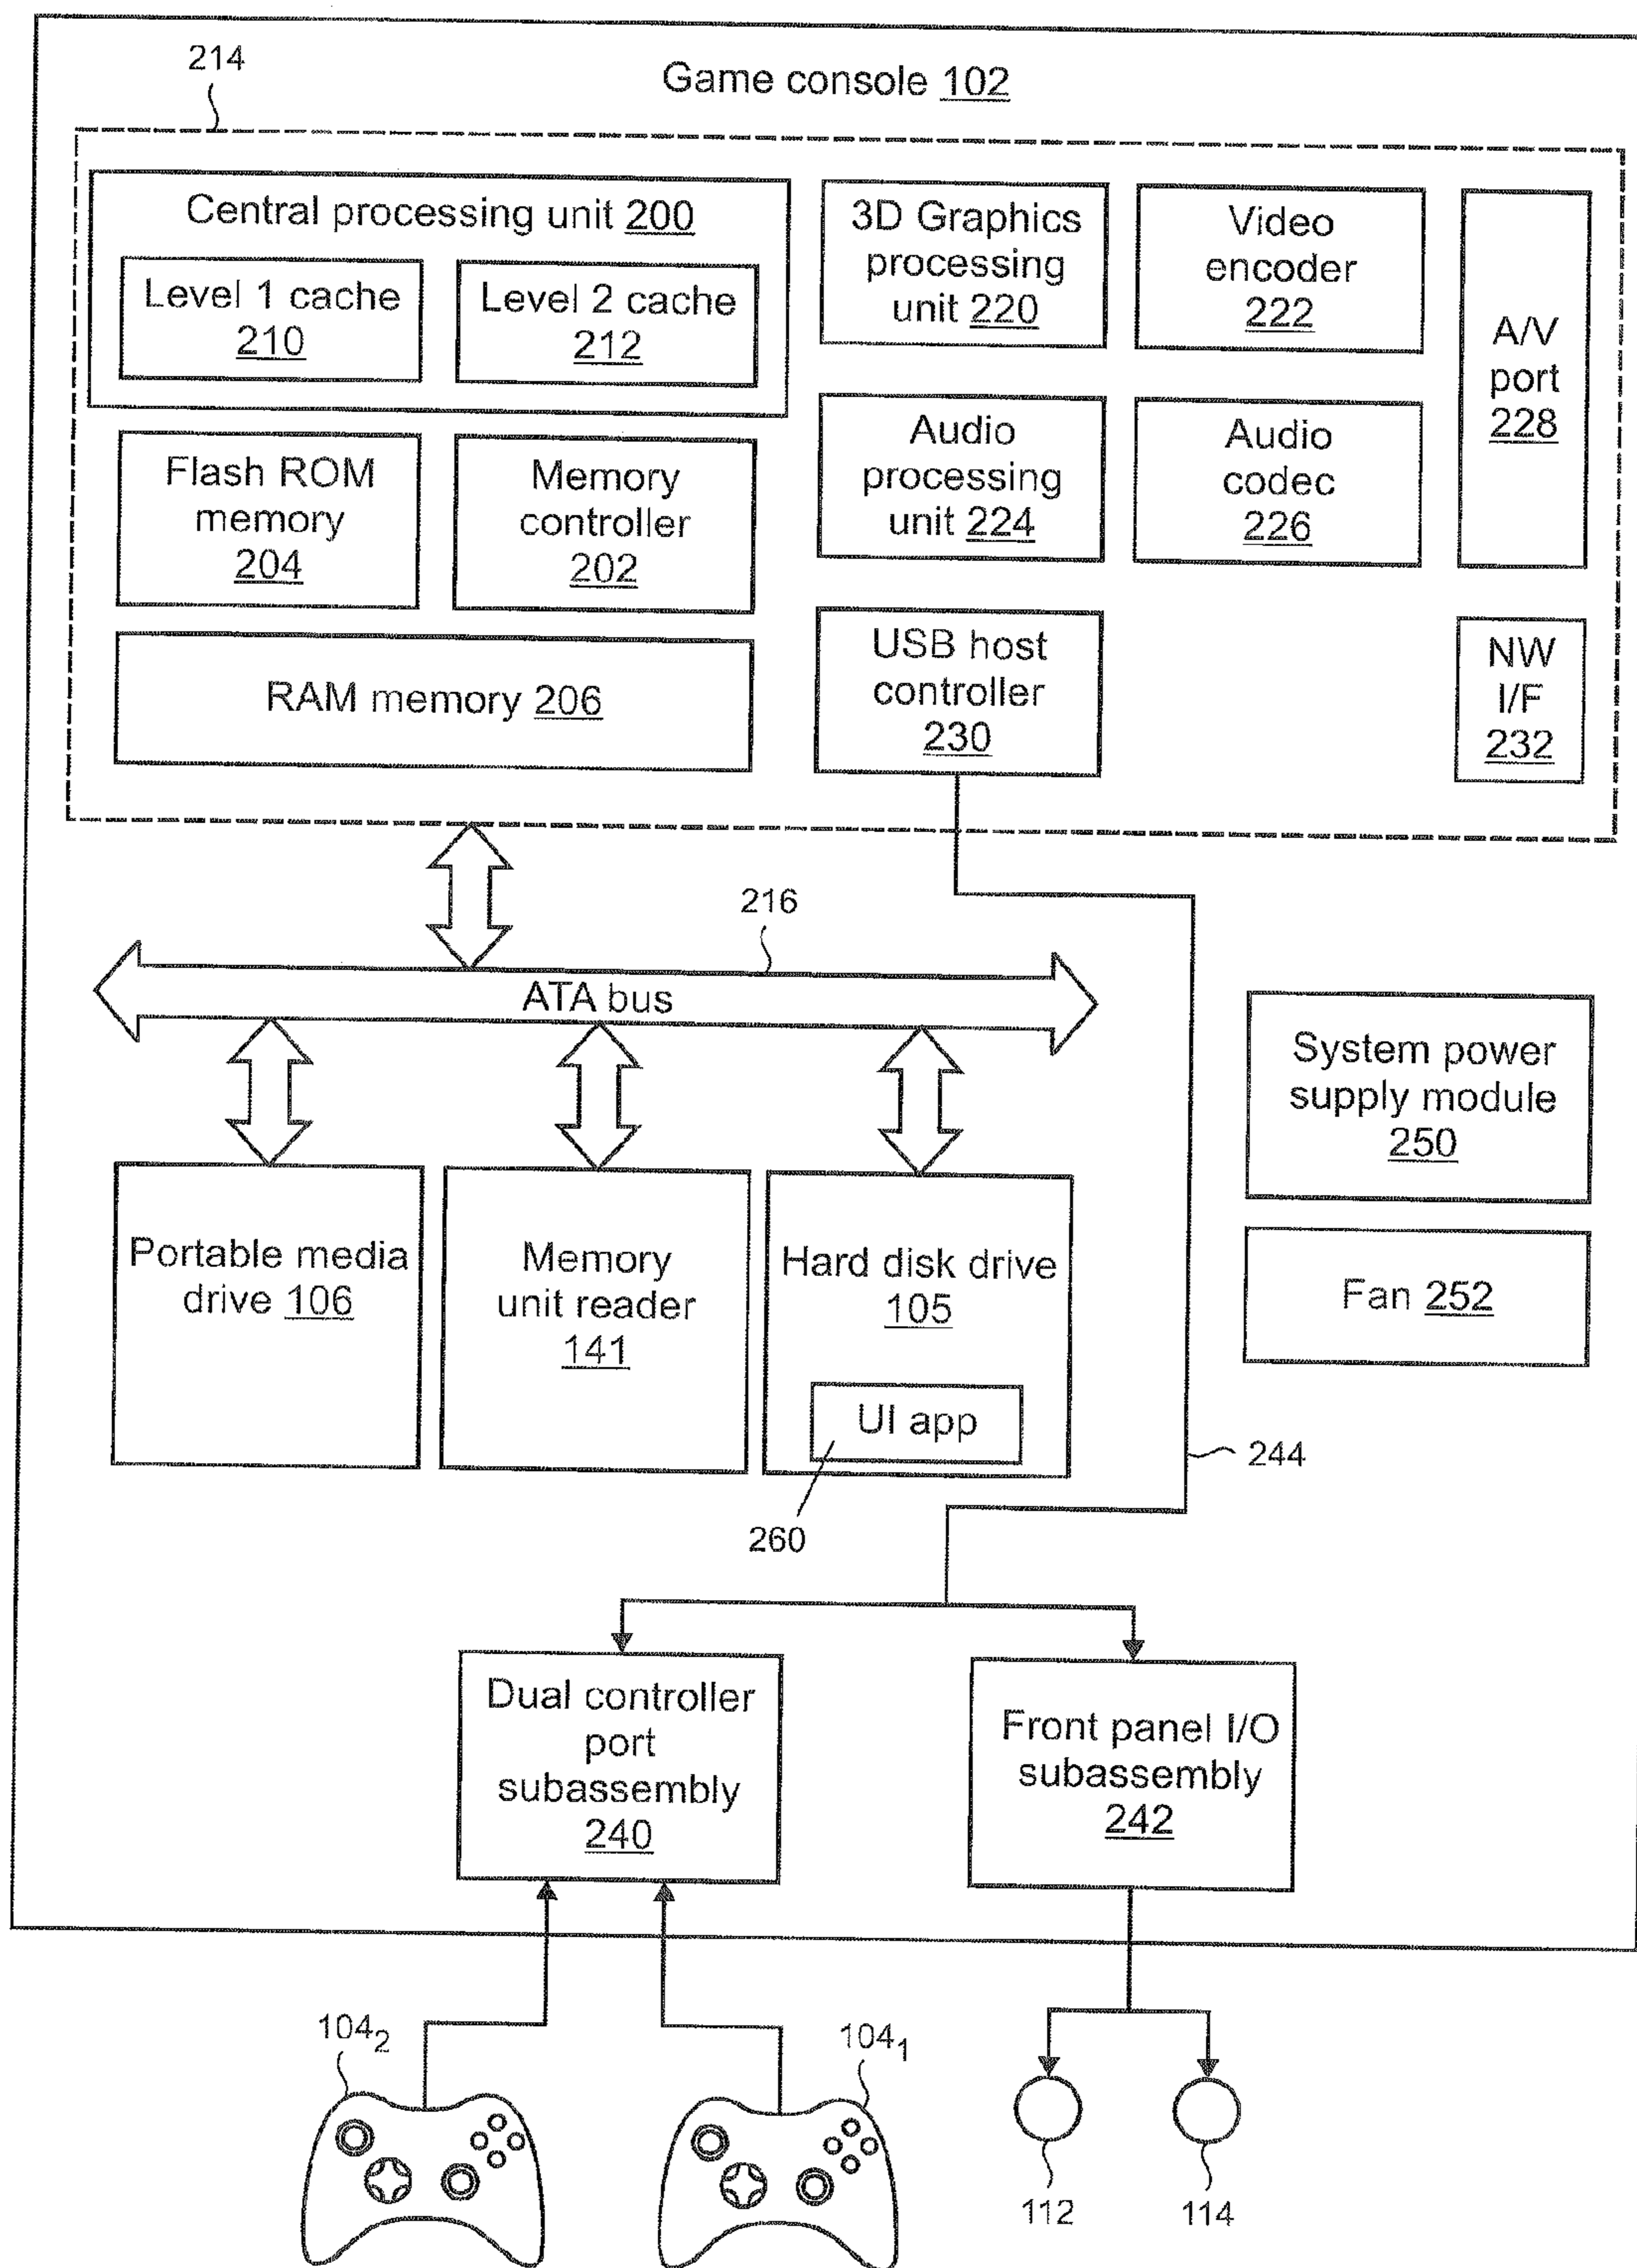 214
Game console 102
Central processing unit 200
Level 1 cache
210
Level 2 cache
212
3D Graphics
processing
unit 220
Video
encoder
222
A/V
port
228
Flash ROM
memory
204
Memory
controller
202
Audio
processing
unit 224
Audio
codec
226
RAM memory 206
USB host
controller
230
NW
I/F
232
216
ATA bus
System power
supply module
250
Portable media
drive 106
Memory
unit reader
141
Hard disk drive
105
UI app
260
Fan 252
244
Dual controller
port
subassembly
240
Front panel I/O
subassembly
242
104₂
104₁
112
114